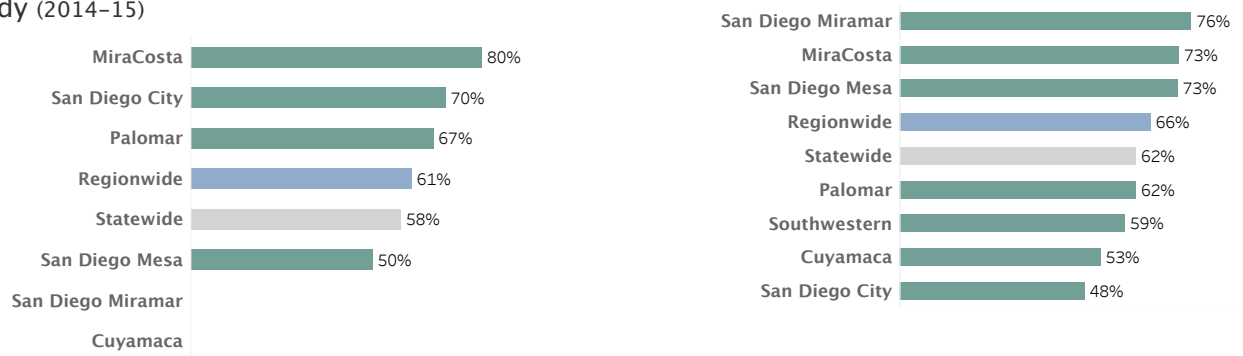 dy (2014–15)
MiraCosta 80%
San Diego City 70%
Palomar 67%
Regionwide 61%
Statewide 58%
San Diego Mesa 50%
San Diego Miramar
Cuyamaca
San Diego Miramar 76%
MiraCosta 73%
San Diego Mesa 73%
Regionwide 66%
Statewide 62%
Palomar 62%
Southwestern 59%
Cuyamaca 53%
San Diego City 48%